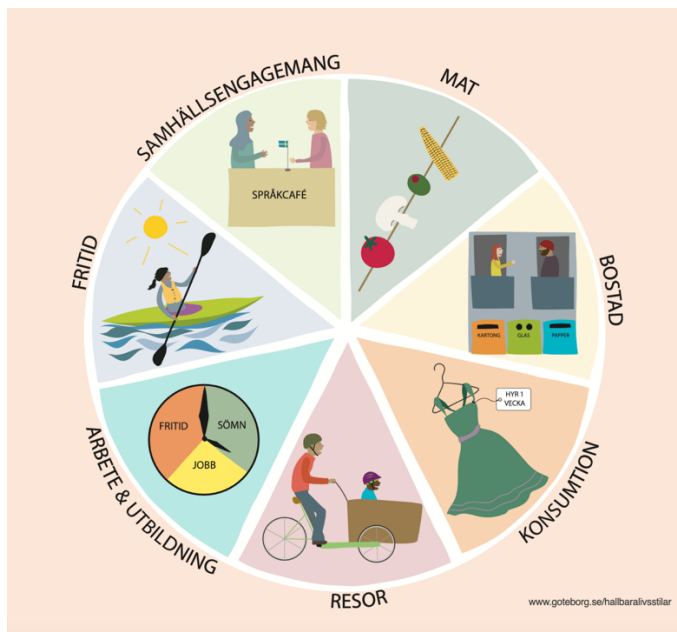 SAMHÄLLSENGAGEMANG
MAT
SPRÅKCAFÉ
FRITID
BOSTAD
KARTONG
GLAS
PAPPER
HYR 1
VECKA
FRITID
SÖMN
JOBB
ARBETE & UTBILDNING
KONSUMTION
RESOR
www.goteborg.se/hallbaralivsstilar